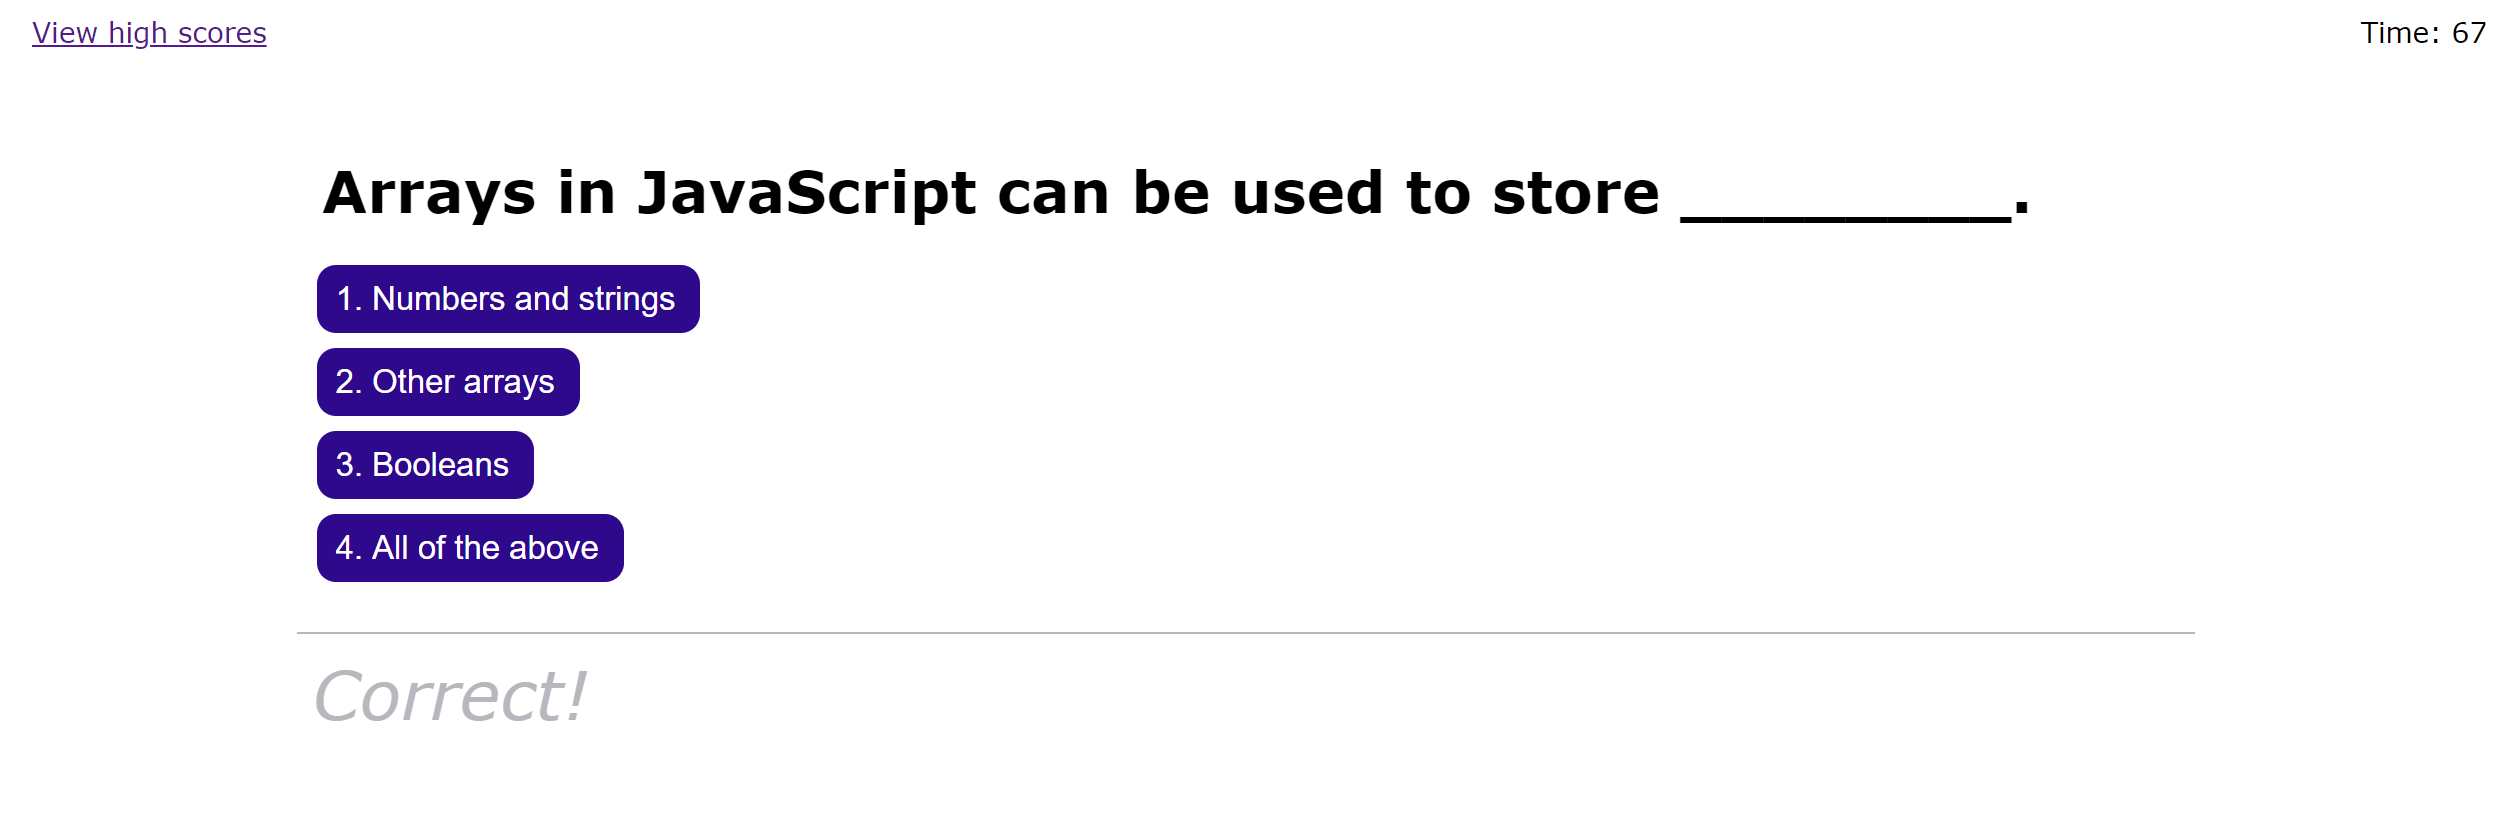 View high scores
Time: 67
Arrays in JavaScript can be used to store ________.
1. Numbers and strings
2. Other arrays
3. Booleans
4. All of the above
Correct!